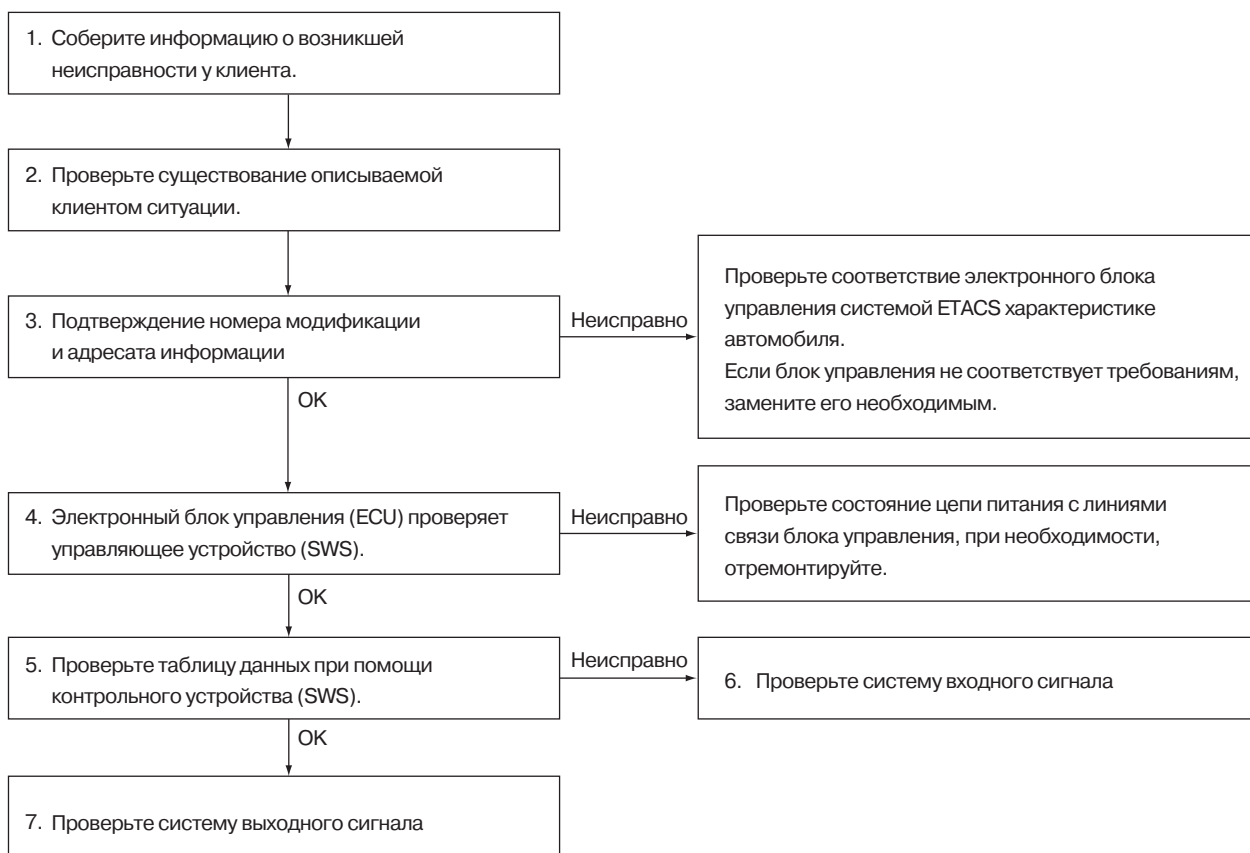 1. Соберите информацию о возникшей
неисправности у клиента.
2. Проверьте существование описываемой
клиентом ситуации.
3. Подтверждение номера модификации
и адресата информации
Неисправно
Проверьте соответствие электронного блока
управления системой ETACS характеристике
автомобиля.
Если блок управления не соответствует требованиям,
замените его необходимым.
OK
4. Электронный блок управления (ECU) проверяет
управляющее устройство (SWS).
Неисправно
Проверьте состояние цепи питания с линиями
связи блока управления, при необходимости,
отремонтируйте.
OK
5. Проверьте таблицу данных при помощи
контрольного устройства (SWS).
Неисправно
6. Проверьте систему входного сигнала
OK
7. Проверьте систему выходного сигнала